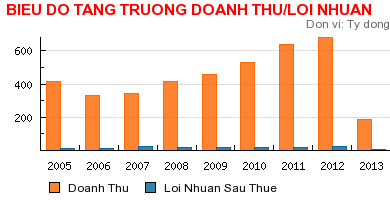 BIEU DO TANG TRUONG DOANH THU/LOI NHUAN
Don vi: Ty dong
600
400
200
2005 2006 2007 2008 2009 2010 2011 2012 2013
Doanh Thu Loi Nhuan Sau Thue